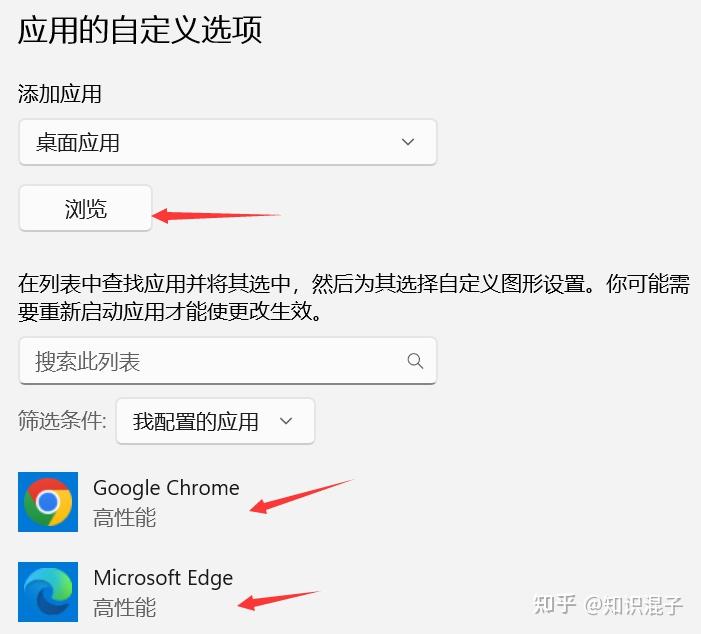 应用的自定义选项
添加应用
桌面应用
浏览
在列表中查找应用并将其选中，然后为其选择自定义图形设置。你可能需
要重新启动应用才能使更改生效。
搜索此列表
筛选条件: 我配置的应用
Google Chrome
高性能
Microsoft Edge
高性能
知乎 @知识混子